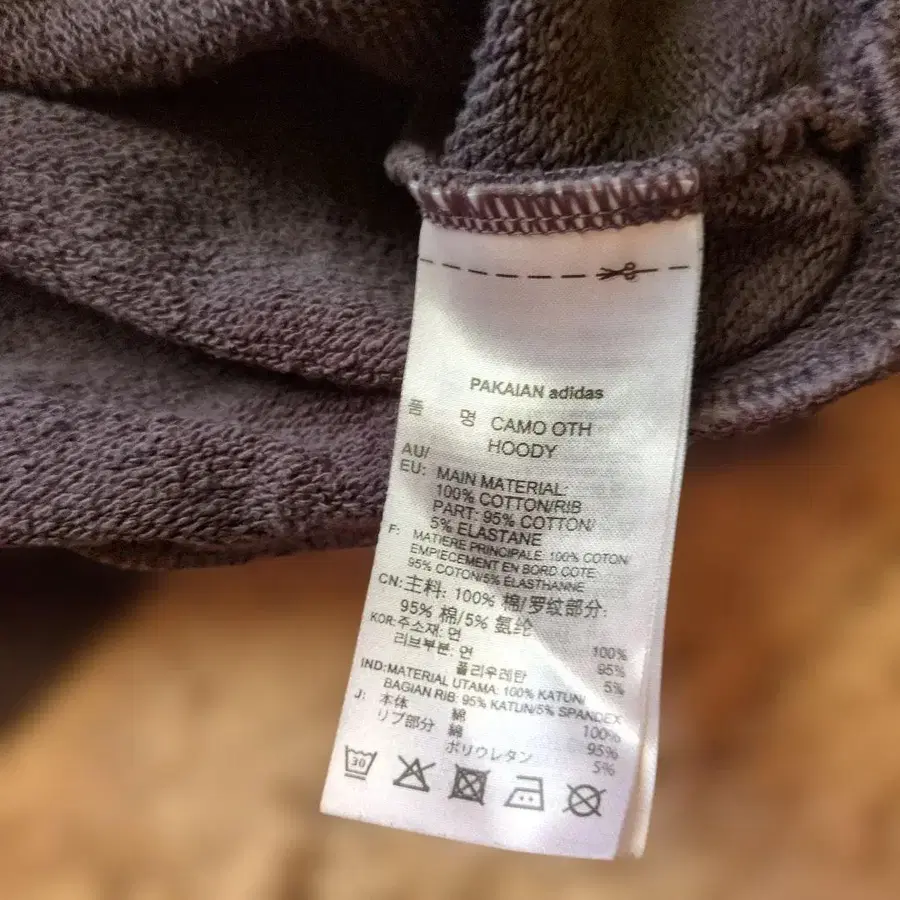 PAKAIAN adidas
품 명 CAMO OTH
HOODY
AU/
EU: MAIN MATERIAL:
100% COTTON/RIB
PART: 95% COTTON/
5% ELASTANE
F: MATIERE PRINCIPALE: 100% COTON/
EMPIECEMENT EN BORD COTE:
95% COTON/5% ELASTHANNE
CN: 主料: 100% 棉/罗纹部分:
95% 棉/5% 氨纶
KOR: 주소재: 면 100%
리브부분: 면 95%
폴리우레탄 5%
IND: MATERIAL UTAMA: 100% KATUN/
BAGIAN RIB: 95% KATUN/5% SPANDEX
J: 本体 綿 100%
リブ部分 綿 95%
ポリウレタン 5%
30